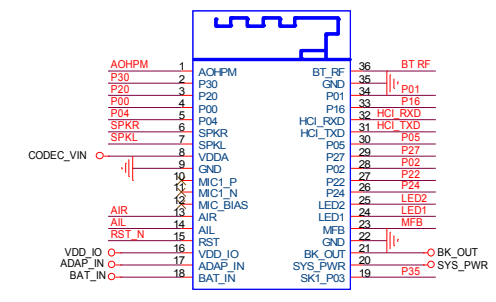 AOHPM 1 AOHPM BT_RF 36 BT RF
P30 2 P30 GND 35
P20 3 P20 P01 34 P01
P00 4 P00 P16 33 P16
P04 5 P04 HCI_RXD 32 HCI_RXD
SPKR 6 SPKR HCI_TXD 31 HCI_TXD
SPKL 7 SPKL P05 30 P05
CODEC_VIN 8 VDDA P27 29 P27
9 GND P02 28 P02
10 MIC1_P P22 27 P22
11 MIC1_N P24 26 P24
12 MIC_BIAS LED2 25 LED2
AIR 13 AIR LED1 24 LED1
AIL 14 AIL MFB 23 MFB
RST_N 15 RST GND 22
VDD_IO 16 VDD_IO BK_OUT 21 BK_OUT
ADAP_IN 17 ADAP_IN SYS_PWR 20 SYS_PWR
BAT_IN 18 BAT_IN SK1_P03 19 P35